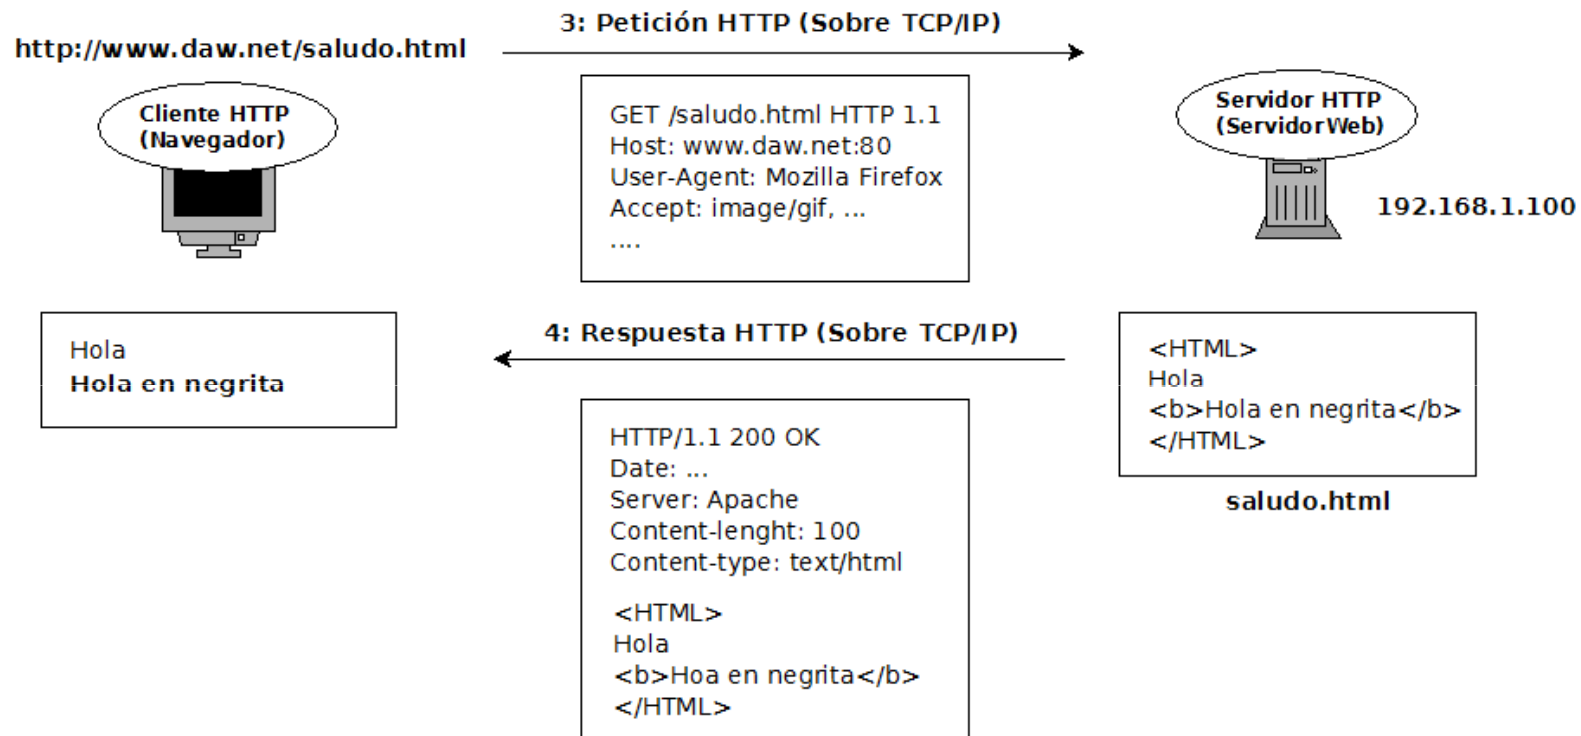 3: Petición HTTP (Sobre TCP/IP)
http://www.daw.net/saludo.html
Cliente HTTP
(Navegador)
GET /saludo.html HTTP 1.1
Host: www.daw.net:80
User-Agent: Mozilla Firefox
Accept: image/gif, ...
....
Servidor HTTP
(ServidorWeb)
192.168.1.100
Hola
Hola en negrita
4: Respuesta HTTP (Sobre TCP/IP)
HTTP/1.1 200 OK
Date: ...
Server: Apache
Content-lenght: 100
Content-type: text/html
<HTML>
Hola
<b>Hoa en negrita</b>
</HTML>
<HTML>
Hola
<b>Hola en negrita</b>
</HTML>
saludo.html